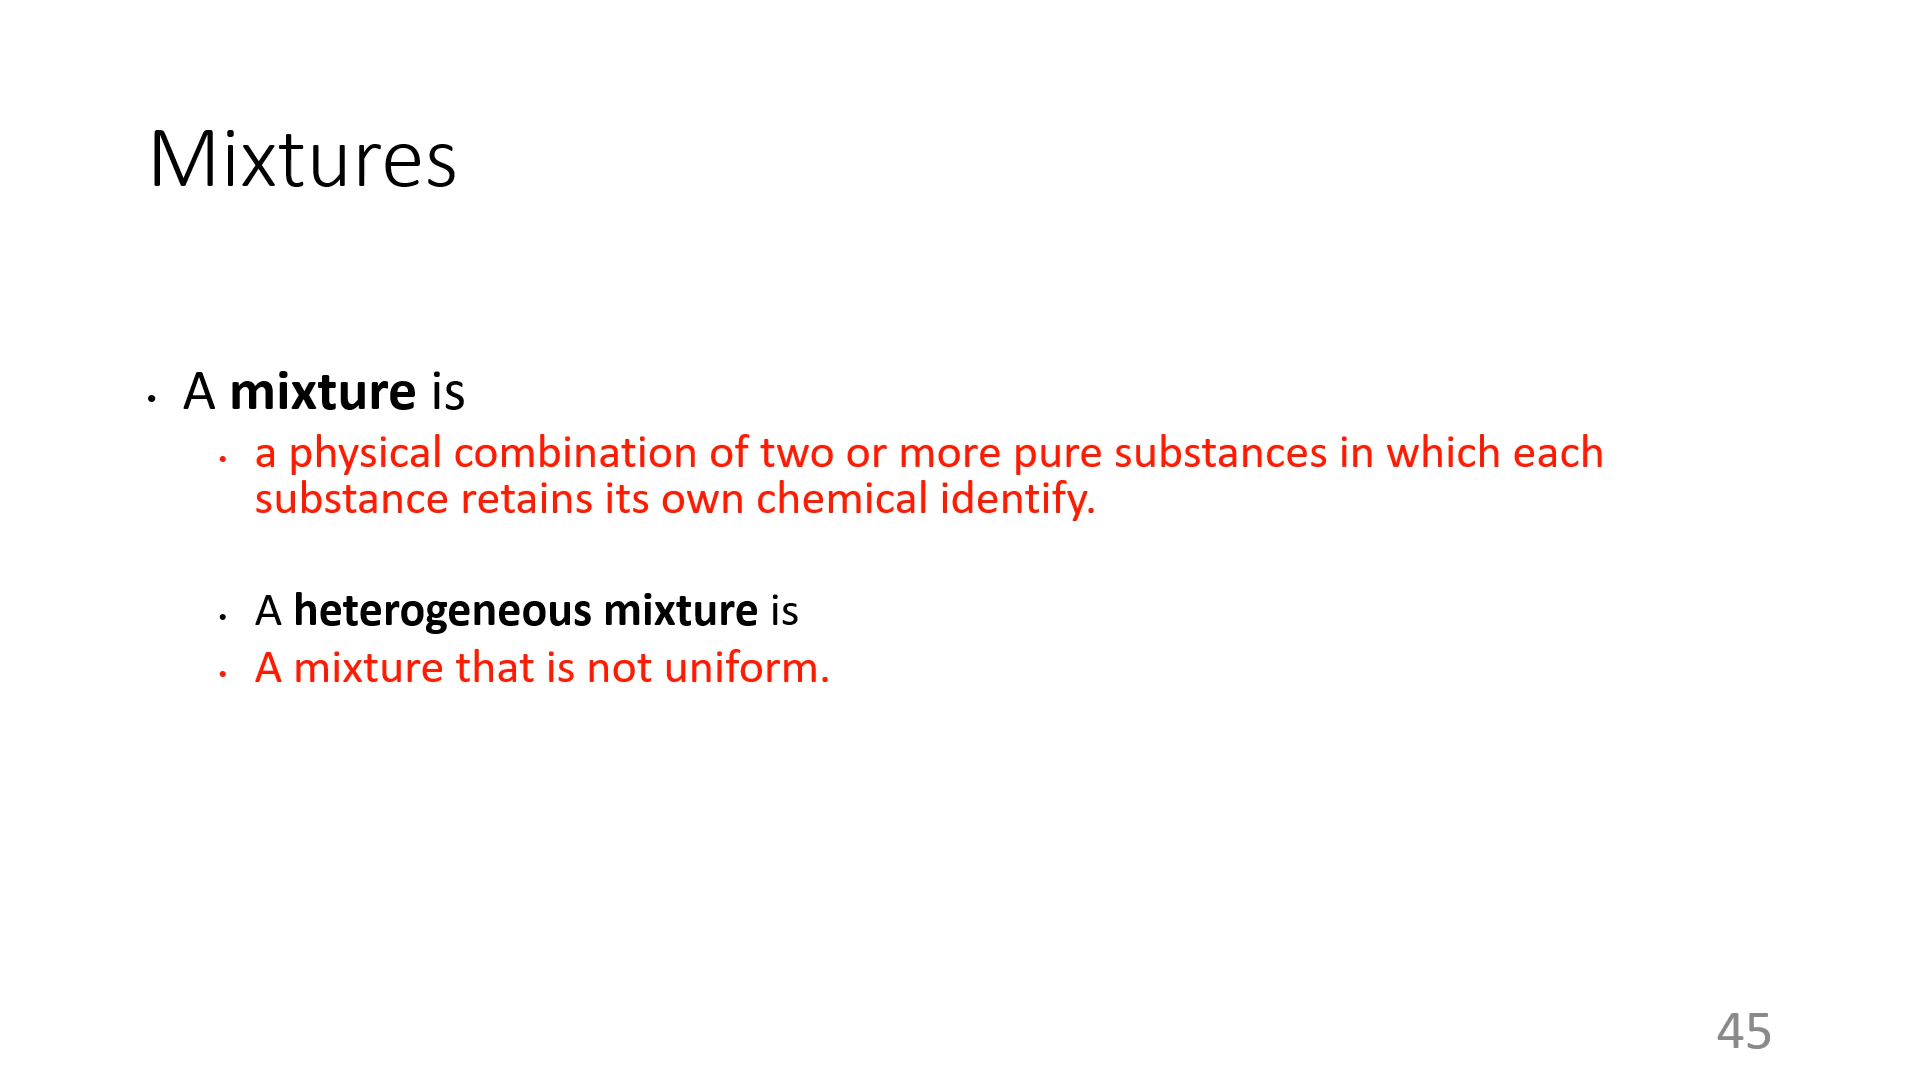 Mixtures
• A mixture is
• a physical combination of two or more pure substances in which each
substance retains its own chemical identify.
• A heterogeneous mixture is
• A mixture that is not uniform.
45